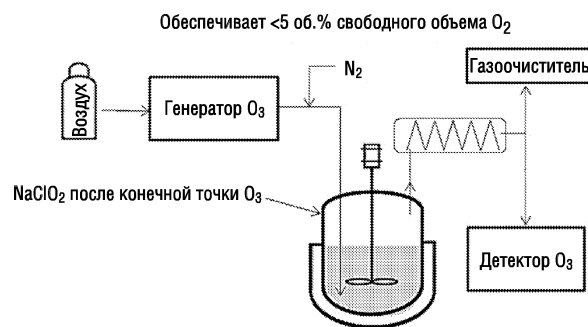 Обеспечивает <5 об.% свободного объема O₂
N₂
Газоочиститель
Воздух
Генератор O₃
NaClO₂ после конечной точки O₃
Детектор O₃